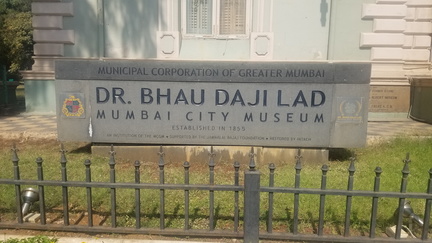 MUNICIPAL CORPORATION OF GREATER MUMBAI
DR. BHAU DAJI LAD
MUMBAI CITY MUSEUM
ESTABLISHED IN 1855